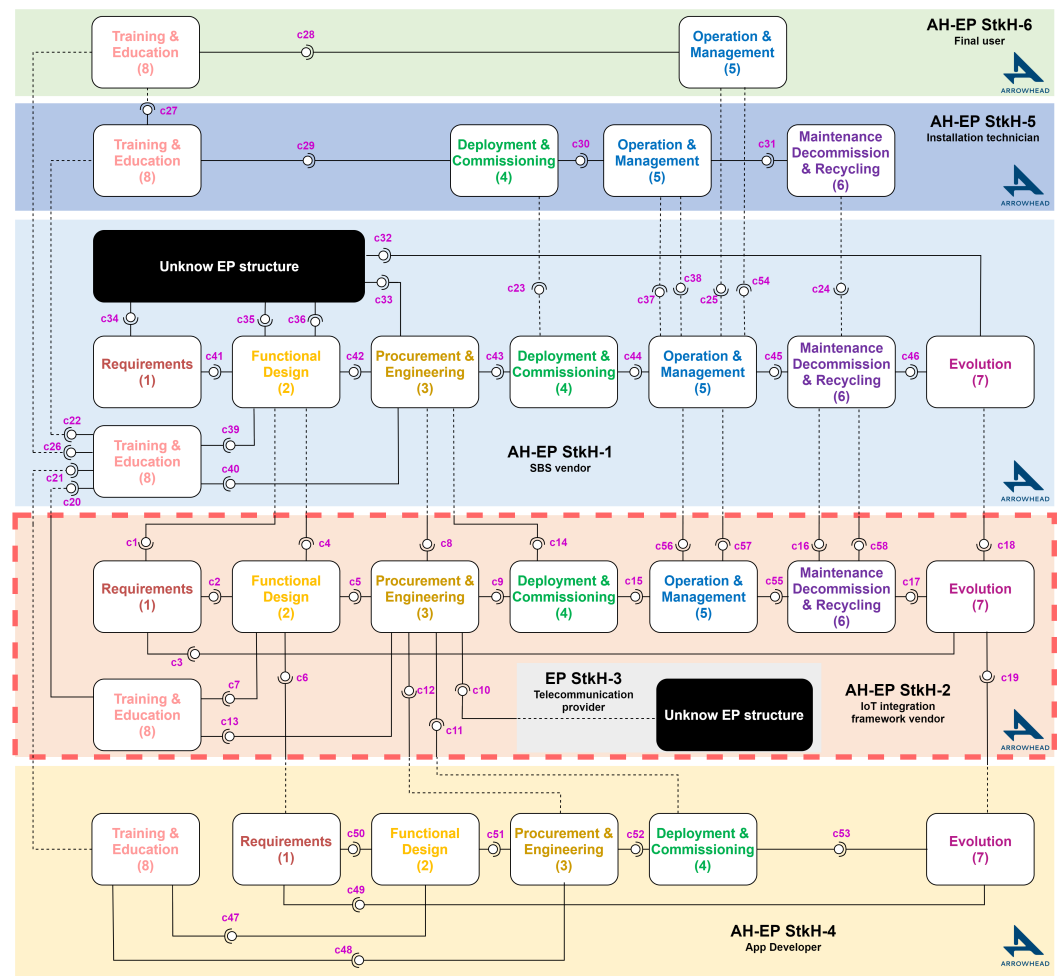 c28
Training &
Education
(8)
Operation &
Management
(5)
AH-EP StkH-6
Final user
ARROWHEAD
c27
Training &
Education
(8)
c29
Deployment &
Commissioning
(4)
c30
Operation &
Management
(5)
c31
Maintenance
Decommission
& Recycling
(6)
AH-EP StkH-5
Installation technician
ARROWHEAD
Unknow EP structure
c32
c33
c34
c35
c36
c23
c37
c38
c25
c54
c24
Requirements
(1)
c41
Functional
Design
(2)
c42
Procurement &
Engineering
(3)
c43
Deployment &
Commissioning
(4)
c44
Operation &
Management
(5)
c45
Maintenance
Decommission
& Recycling
(6)
c46
Evolution
(7)
c22
c26
c21
c20
Training &
Education
(8)
c39
c40
AH-EP StkH-1
SBS vendor
ARROWHEAD
c1
c4
c8
c14
c56
c57
c16
c58
c18
Requirements
(1)
c2
Functional
Design
(2)
c5
Procurement &
Engineering
(3)
c9
Deployment &
Commissioning
(4)
c15
Operation &
Management
(5)
c55
Maintenance
Decommission
& Recycling
(6)
c17
Evolution
(7)
c3
c6
c19
Training &
Education
(8)
c7
c13
c12
c10
c11
EP StkH-3
Telecommunication
provider
Unknow EP structure
AH-EP StkH-2
IoT integration
framework vendor
ARROWHEAD
Training &
Education
(8)
Requirements
(1)
c50
Functional
Design
(2)
c51
Procurement &
Engineering
(3)
c52
Deployment &
Commissioning
(4)
c53
Evolution
(7)
c49
c47
c48
AH-EP StkH-4
App Developer
ARROWHEAD